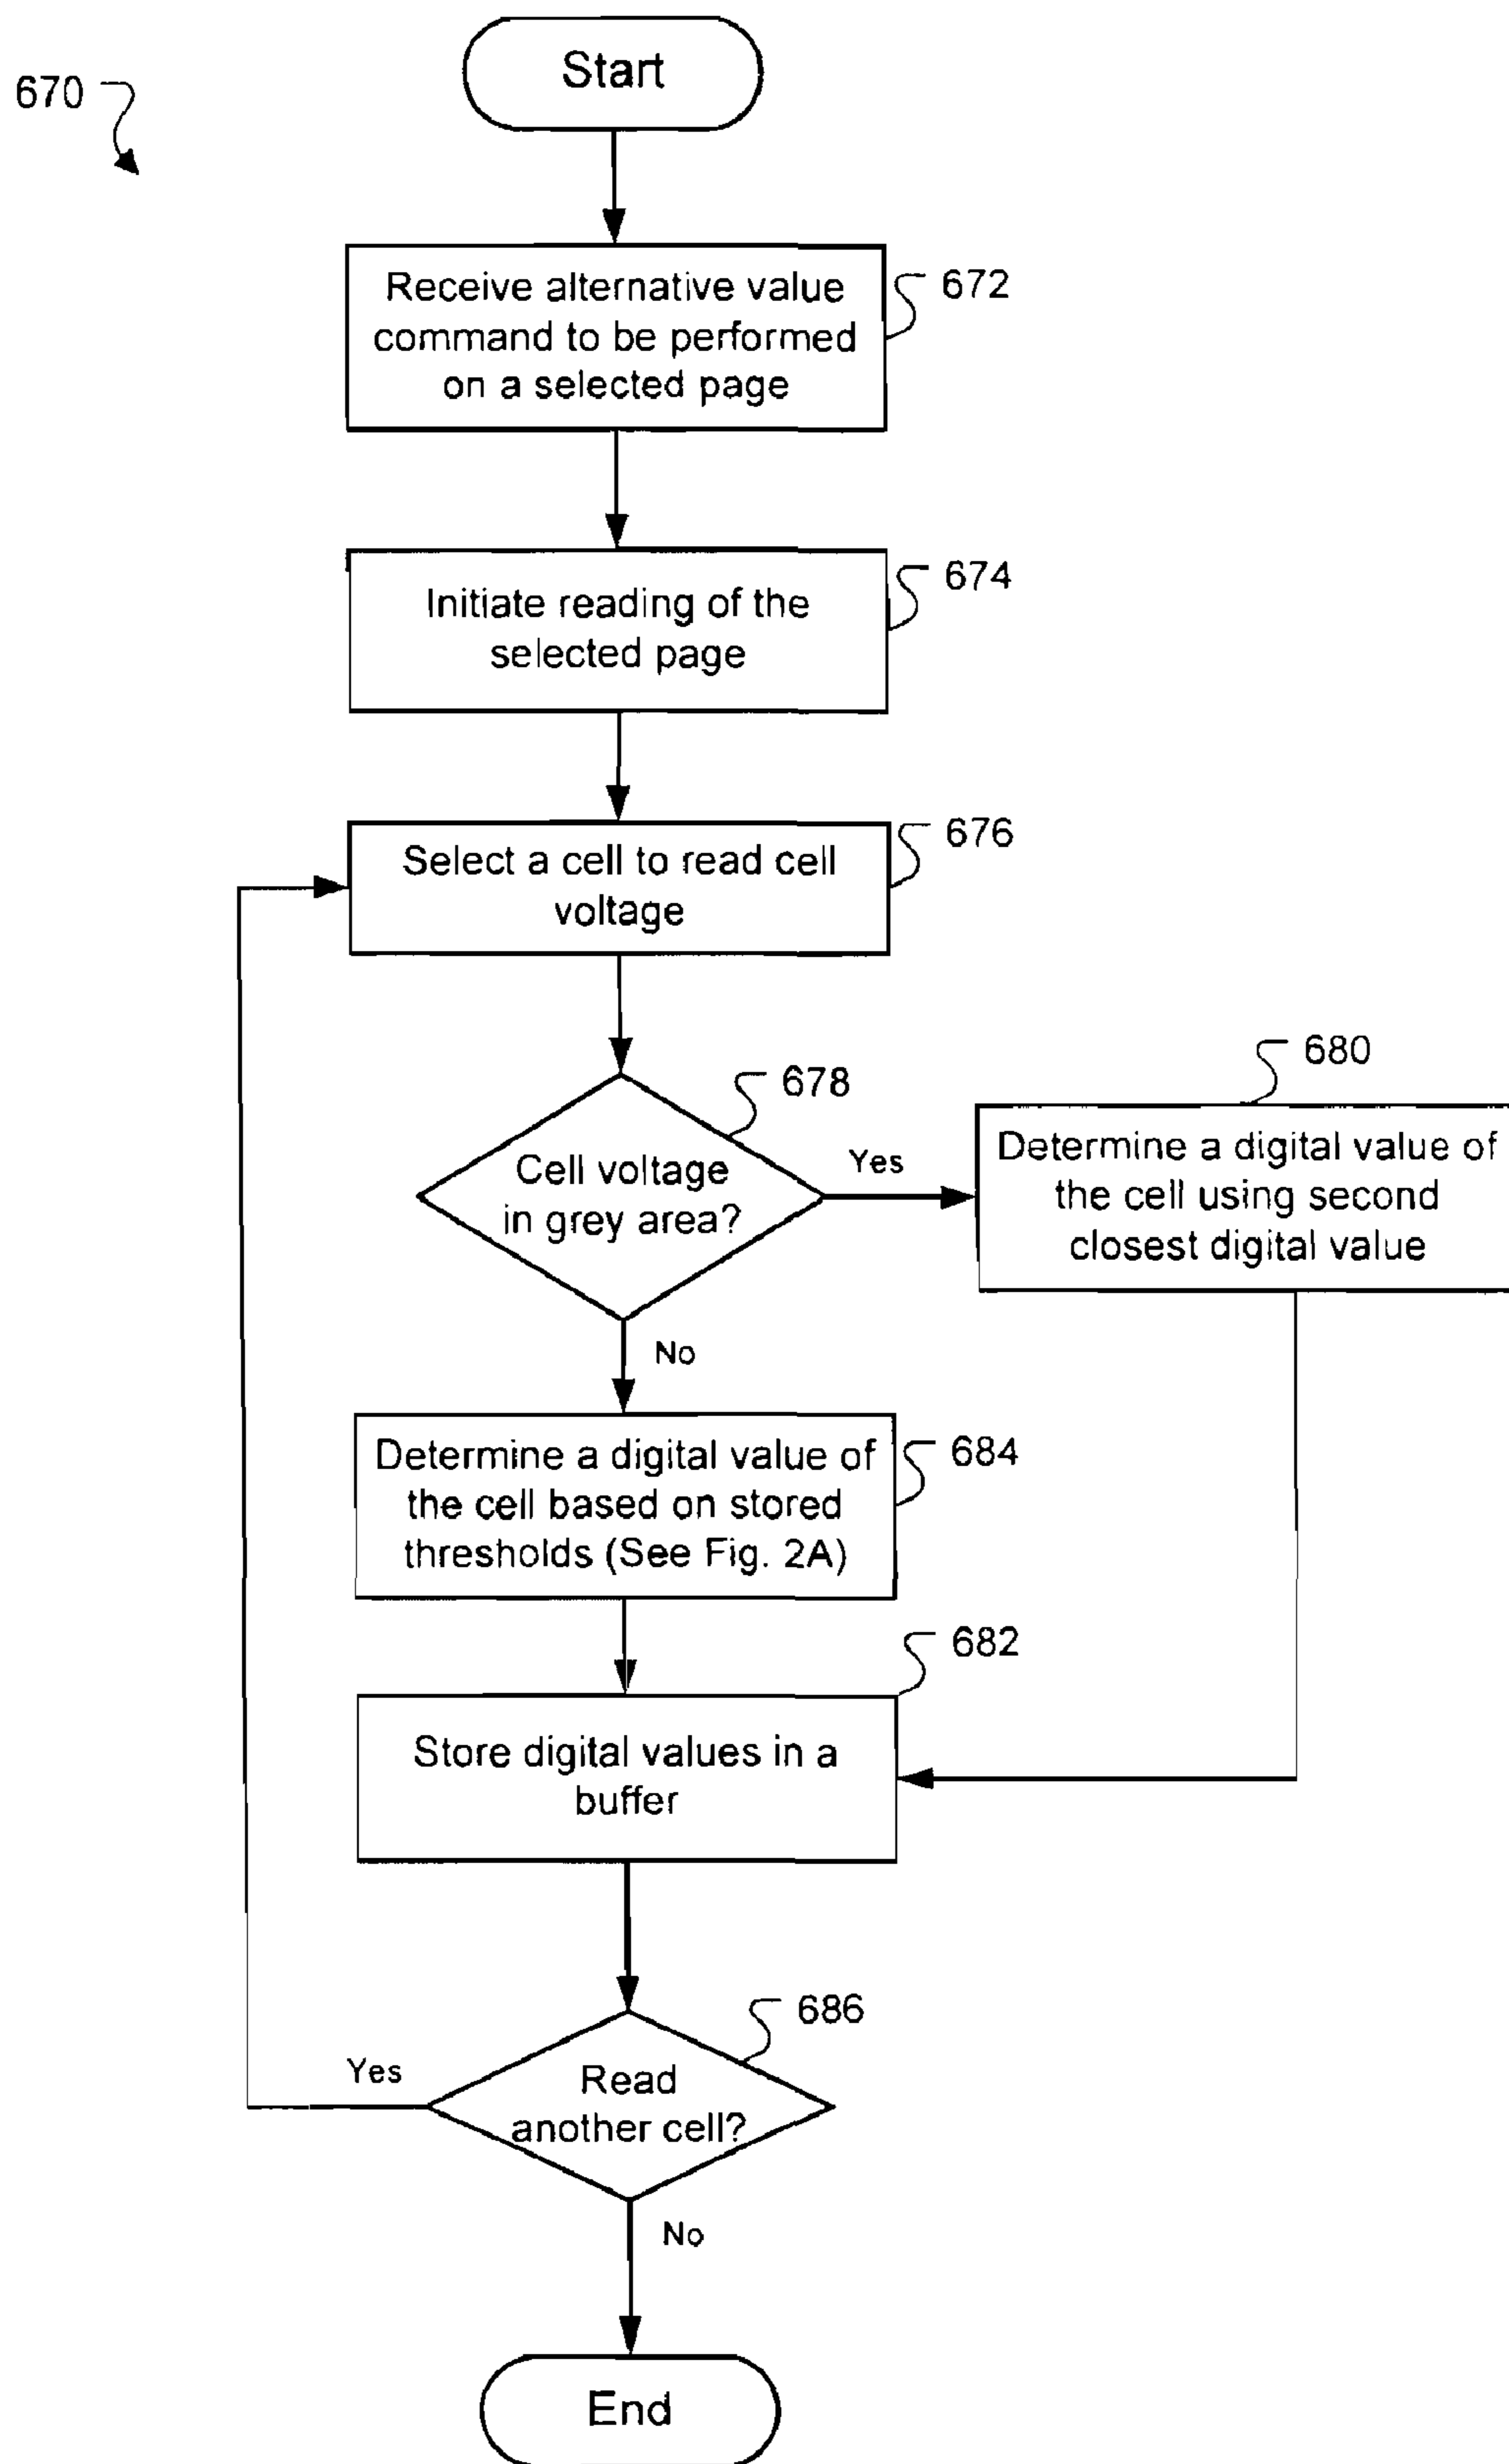 Start
670
Receive alternative value
command to be performed
on a selected page
672
Initiate reading of the
selected page
674
Select a cell to read cell
voltage
676
Cell voltage
in grey area?
678
Yes
Determine a digital value of
the cell using second
closest digital value
680
No
Determine a digital value of
the cell based on stored
thresholds (See Fig. 2A)
684
Store digital values in a
buffer
682
Read
another cell?
686
Yes
No
End